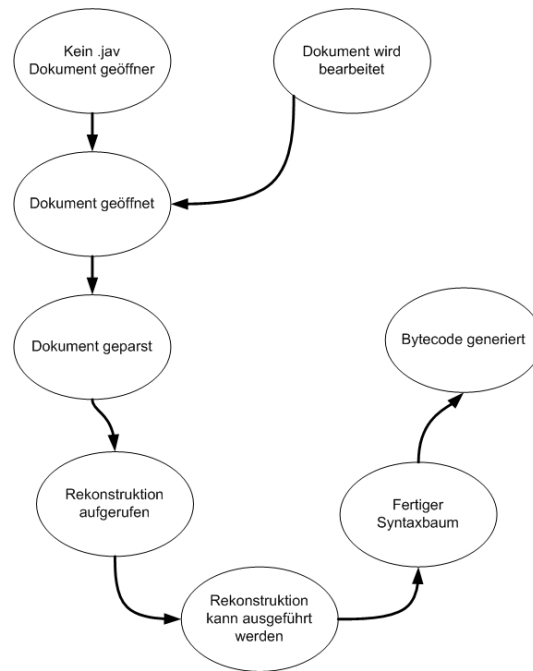 Kein .jav
Dokument geöffner
Dokument wird
bearbeitet
Dokument geöffnet
Dokument geparst
Bytecode generiert
Rekonstruktion
aufgerufen
Fertiger
Syntaxbaum
Rekonstruktion
kann ausgeführt
werden